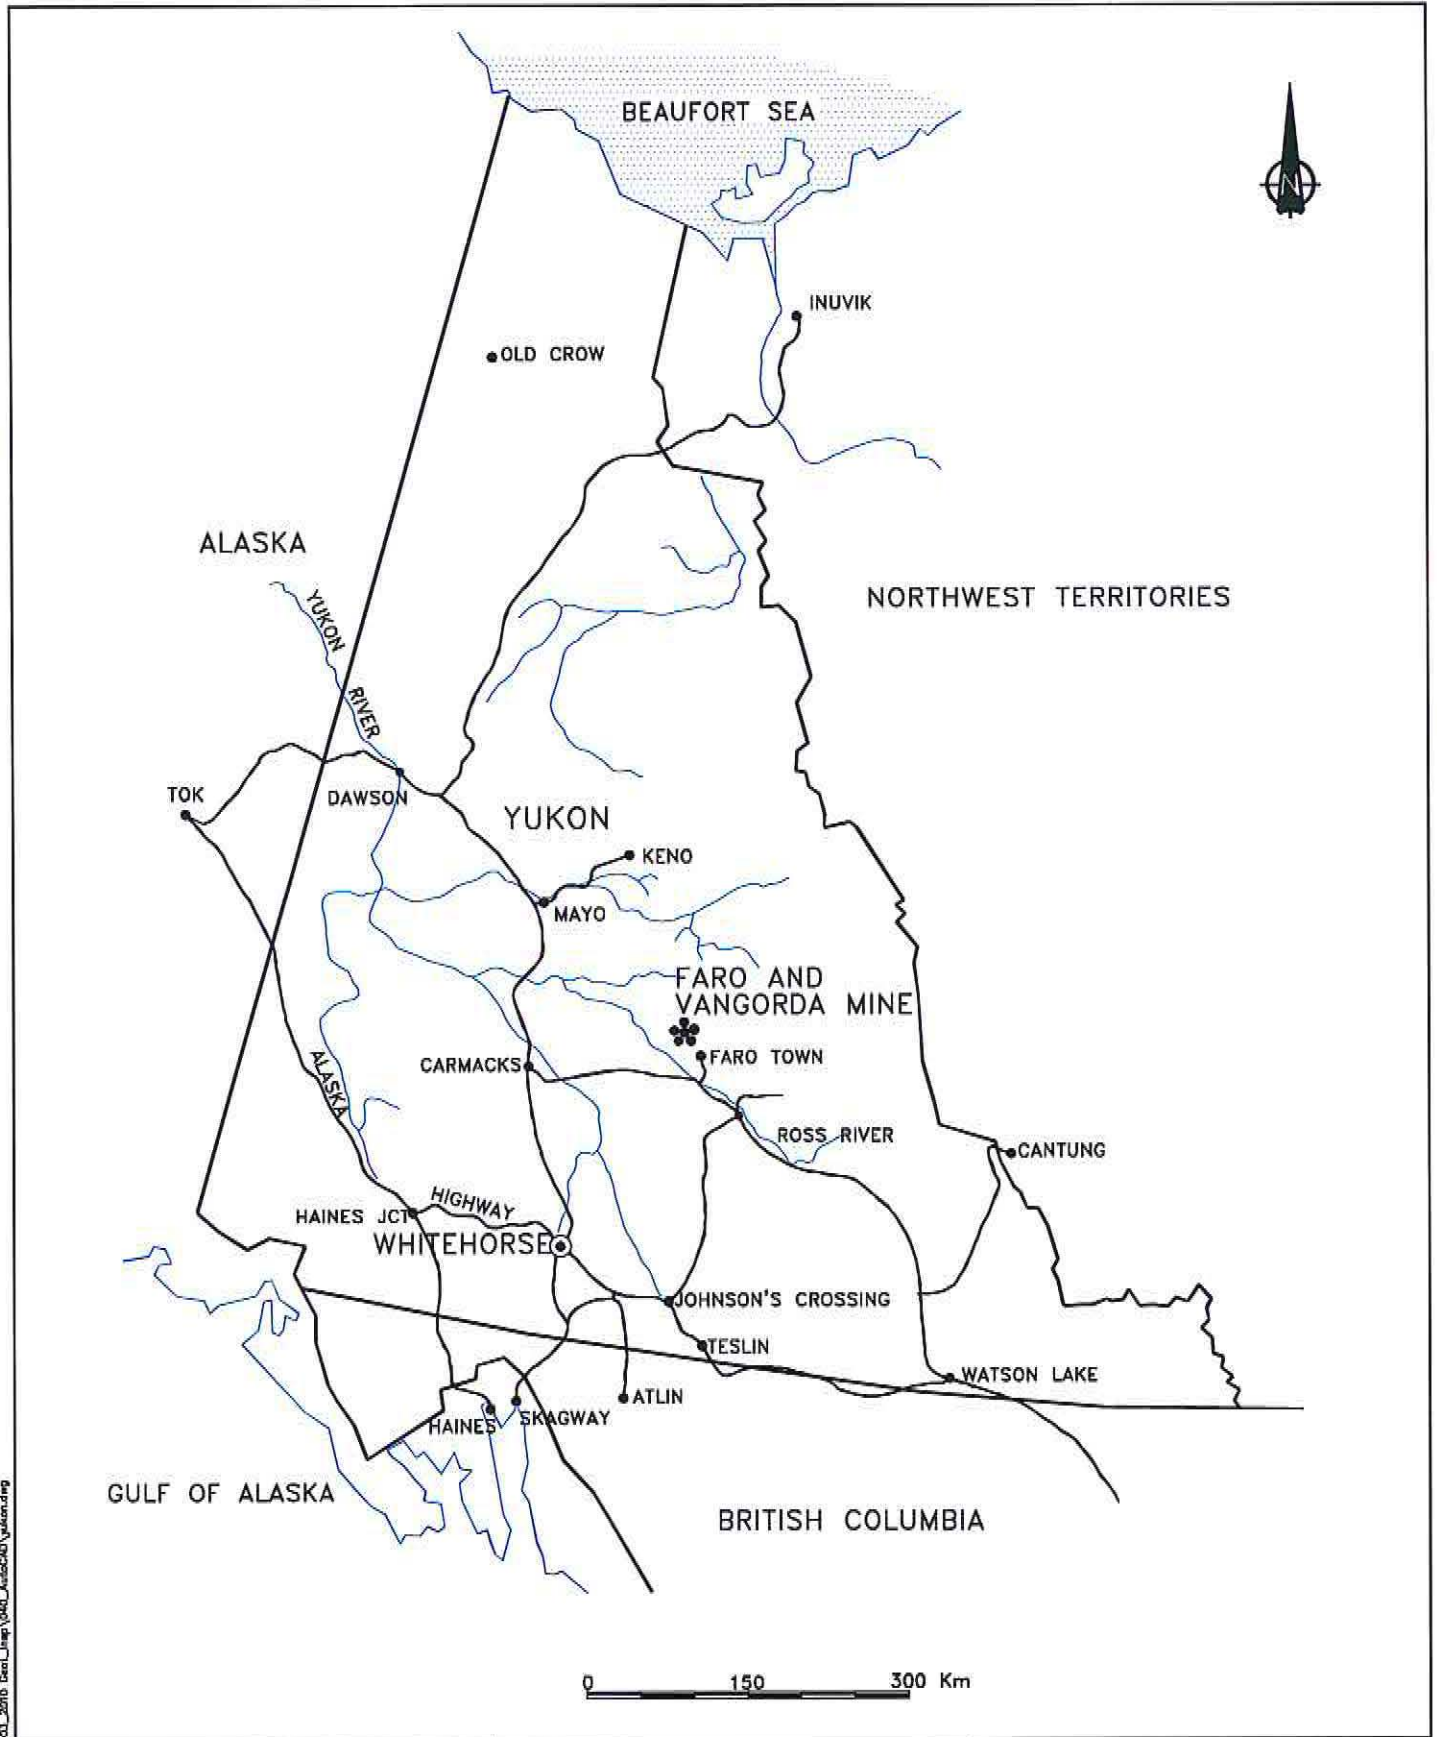 BEAUFORT SEA
N
INUVIK
OLD CROW
ALASKA
NORTHWEST TERRITORIES
YUKON
RIVER
TOK
DAWSON
YUKON
KENO
MAYO
FARO AND
VANGORDA MINE
FARO TOWN
CARMACKS
ALASKA
ROSS RIVER
CANTUNG
HIGHWAY
HAINES JCT
WHITEHORSE
JOHNSON'S CROSSING
TESLIN
WATSON LAKE
ATLIN
SKAGWAY
HAINES
GULF OF ALASKA
BRITISH COLUMBIA
0 150 300 Km